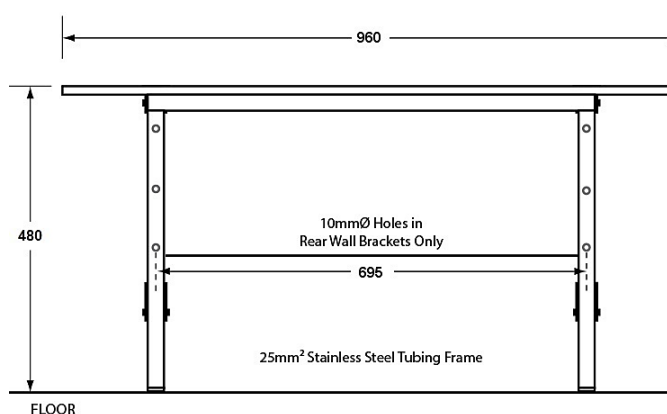 960
480
10mmØ Holes in
Rear Wall Brackets Only
695
25mm² Stainless Steel Tubing Frame
FLOOR